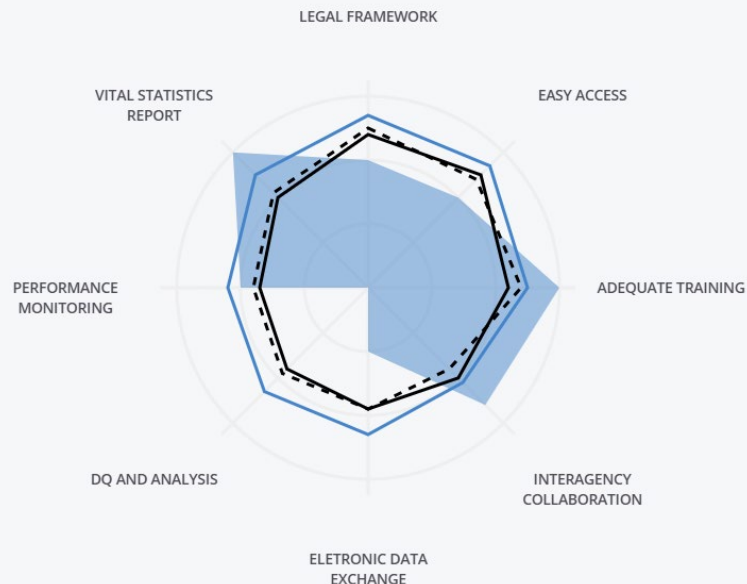 LEGAL FRAMEWORK
VITAL STATISTICS
REPORT
EASY ACCESS
PERFORMANCE
MONITORING
ADEQUATE TRAINING
DQ AND ANALYSIS
INTERAGENCY
COLLABORATION
ELETRONIC DATA
EXCHANGE